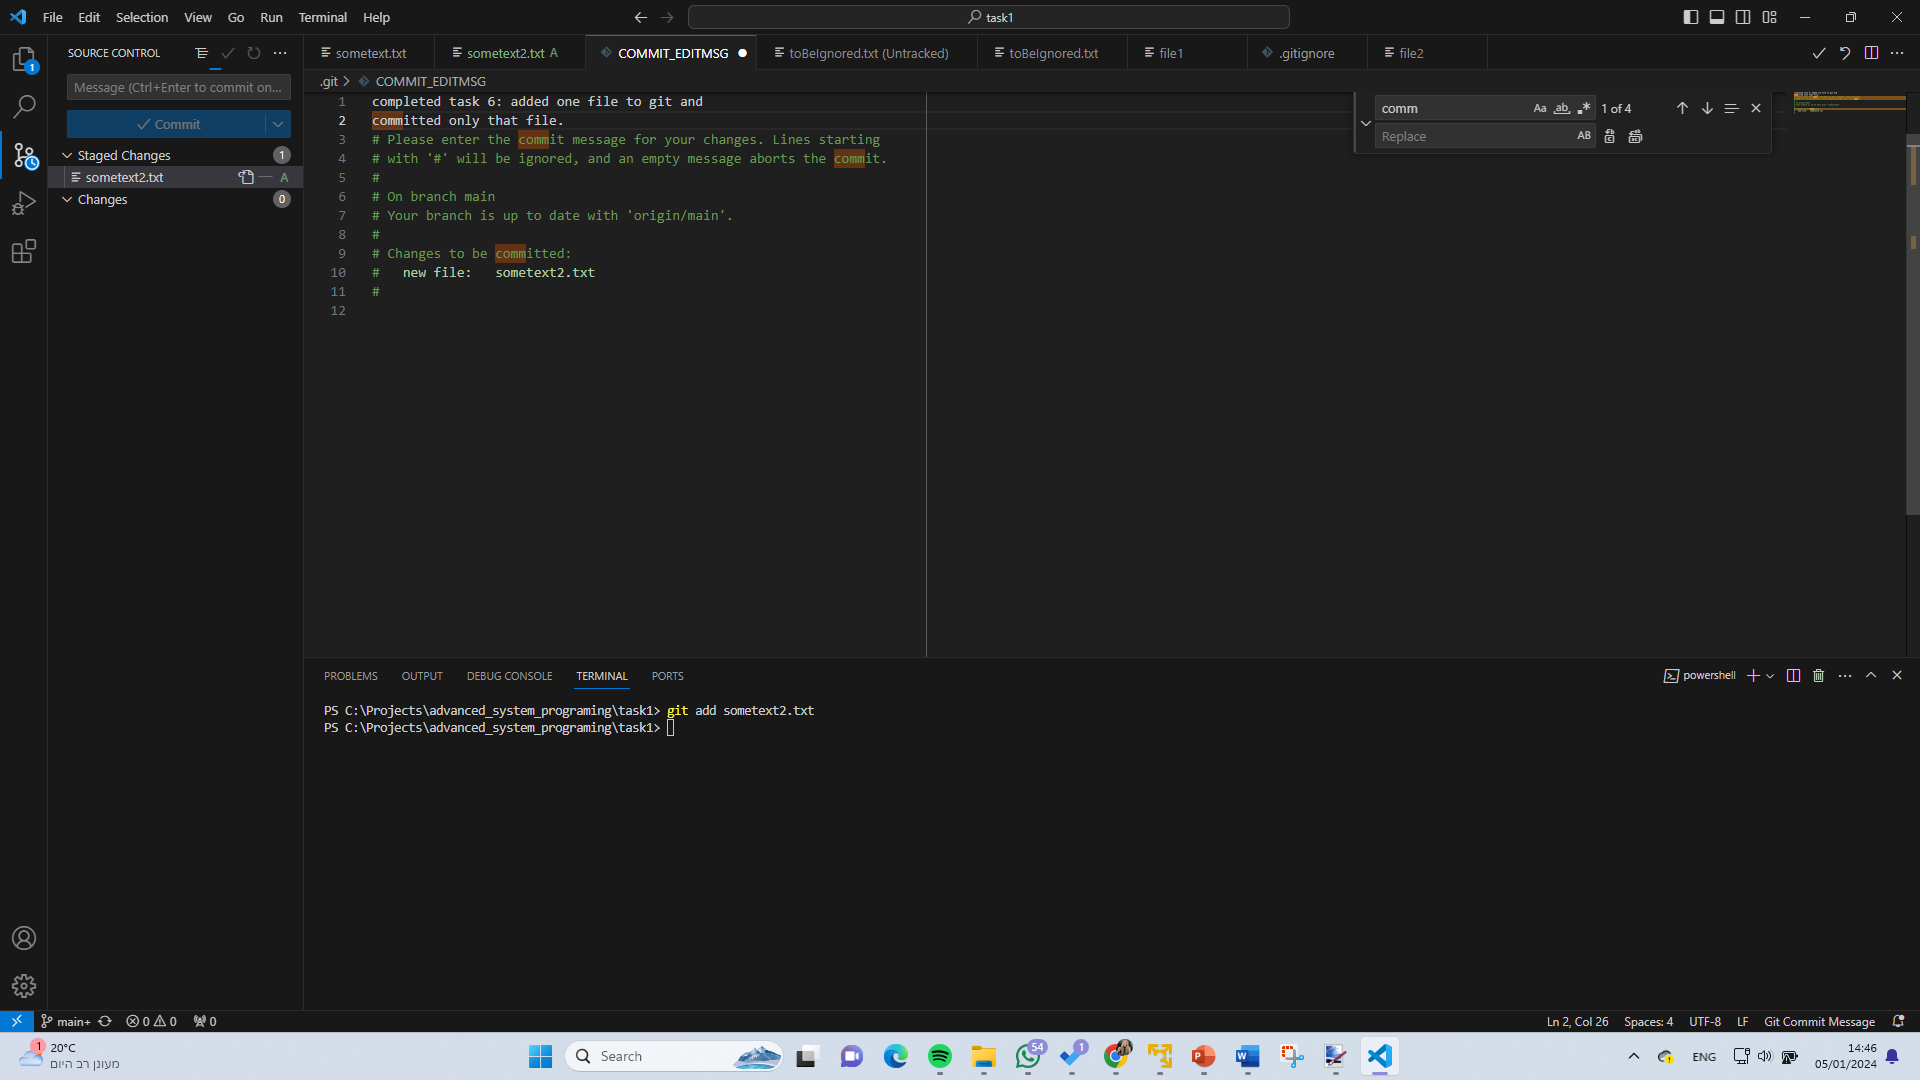 File Edit Selection View Go Run Terminal Help
task1
SOURCE CONTROL
sometext.txt
sometext2.txt A
COMMIT_EDITMSG
toBeIgnored.txt (Untracked)
toBeIgnored.txt
file1
.gitignore
file2
1
Message (Ctrl+Enter to commit on...
Commit
Staged Changes 1
sometext2.txt A
Changes 0
.git > COMMIT_EDITMSG
1 completed task 6: added one file to git and
2 committed only that file.
3 # Please enter the commit message for your changes. Lines starting
4 # with '#' will be ignored, and an empty message aborts the commit.
5 #
6 # On branch main
7 # Your branch is up to date with 'origin/main'.
8 #
9 # Changes to be committed:
10 # new file: sometext2.txt
11 #
12
comm Aa ab .* 1 of 4
Replace AB
PROBLEMS OUTPUT DEBUG CONSOLE TERMINAL PORTS
powershell
PS C:\Projects\advanced_system_programing\task1> git add sometext2.txt
PS C:\Projects\advanced_system_programing\task1>
main+ 0 0 0
Ln 2, Col 26 Spaces: 4 UTF-8 LF Git Commit Message
1
20°C
מעונן רב היום
Search
54
1
ENG
14:46
05/01/2024